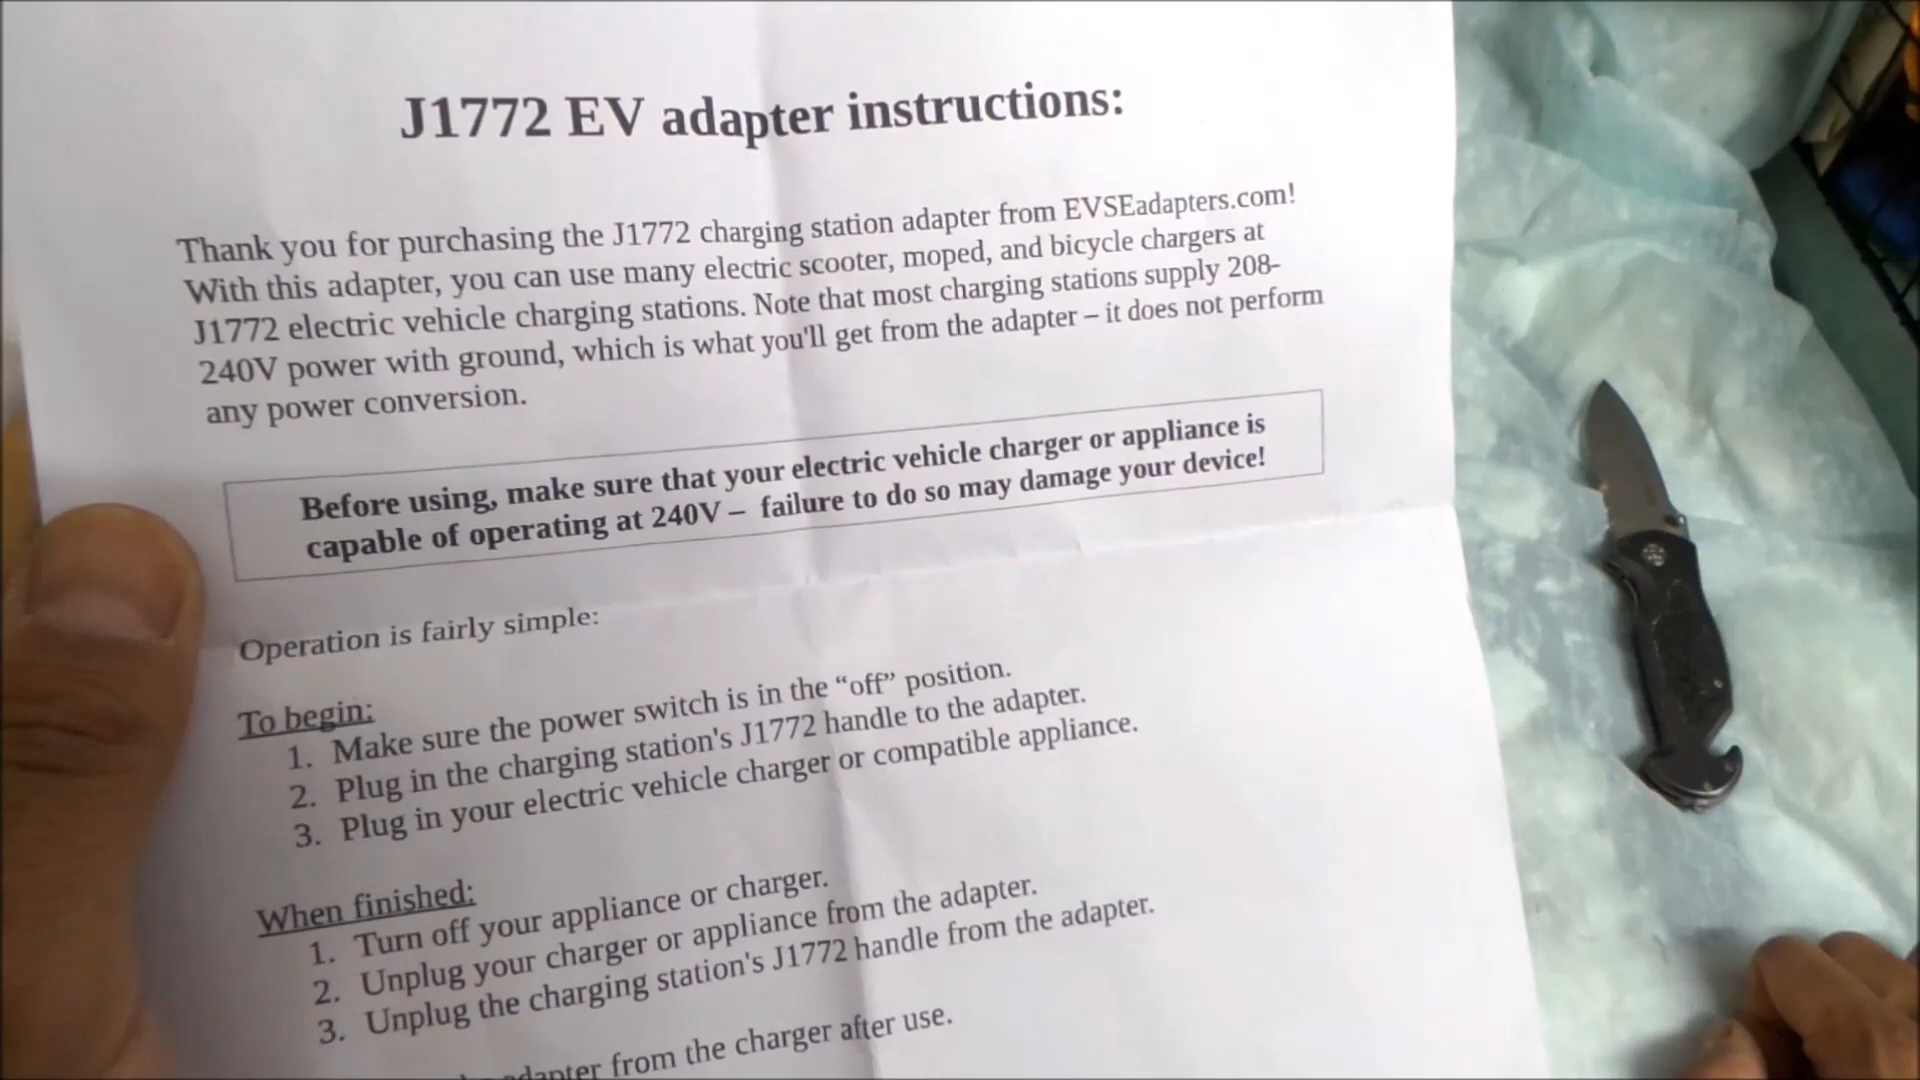 J1772 EV adapter instructions:
Thank you for purchasing the J1772 charging station adapter from EVSEadapters.com!
With this adapter, you can use many electric scooter, moped, and bicycle chargers at
J1772 electric vehicle charging stations. Note that most charging stations supply 208-
240V power with ground, which is what you'll get from the adapter – it does not perform
any power conversion.
Before using, make sure that your electric vehicle charger or appliance is
capable of operating at 240V – failure to do so may damage your device!
Operation is fairly simple:
To begin:
1. Make sure the power switch is in the “off” position.
2. Plug in the charging station's J1772 handle to the adapter.
3. Plug in your electric vehicle charger or compatible appliance.
When finished:
1. Turn off your appliance or charger.
2. Unplug your charger or appliance from the adapter.
3. Unplug the charging station's J1772 handle from the adapter.
adapter from the charger after use.